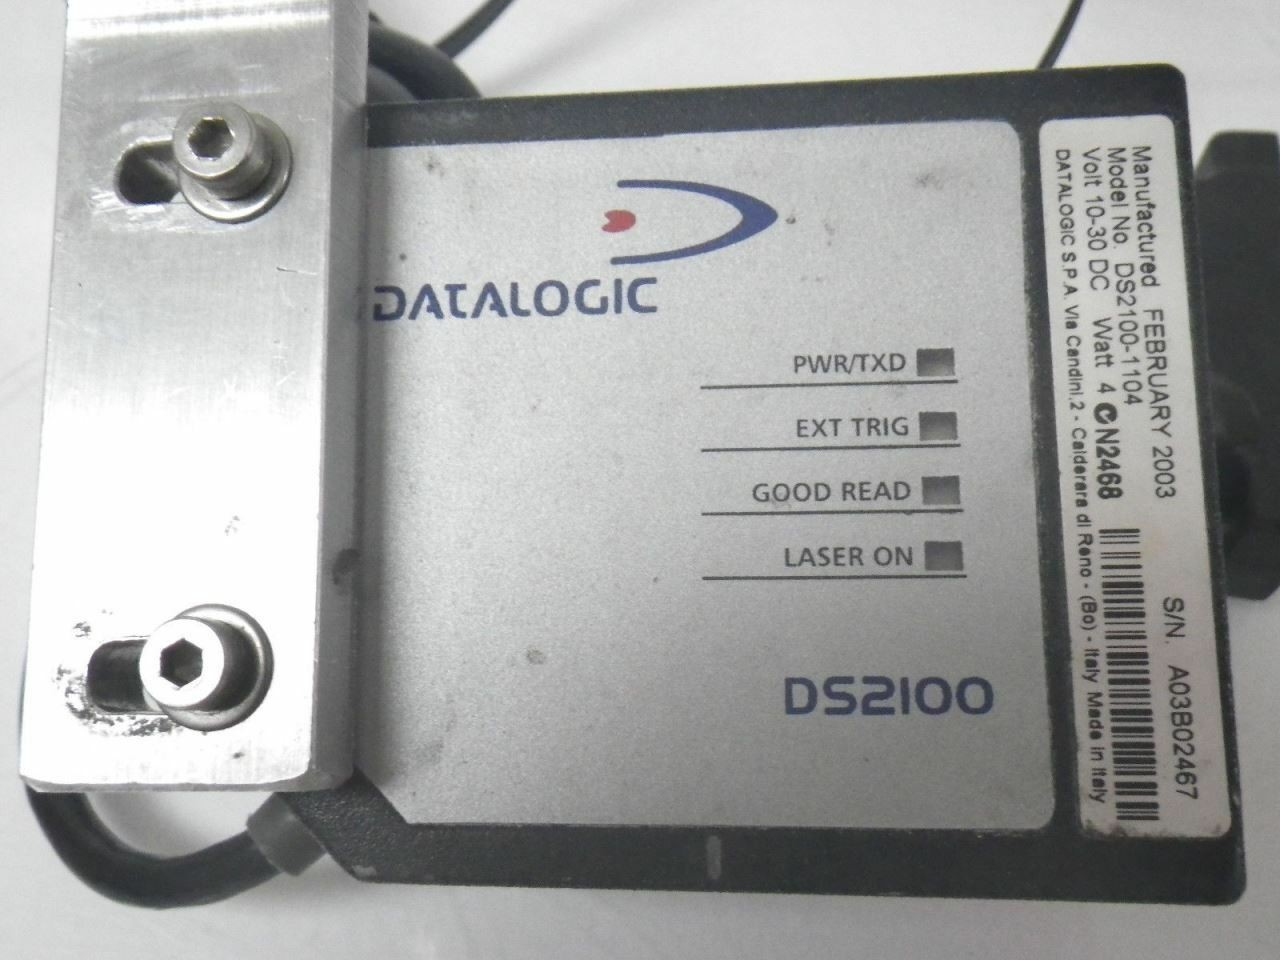 DATALOGIC
PWR/TXD
EXT TRIG
GOOD READ
LASER ON
DS2100
Manufactured FEBRUARY 2003
Model No. DS2100-1104
Volt 10-30 DC Watt 4 N2468
DATALOGIC S.P.A. Via Candini,2 - Calderara di Reno - (Bo) - Italy Made in Italy
S/N. A03B02467